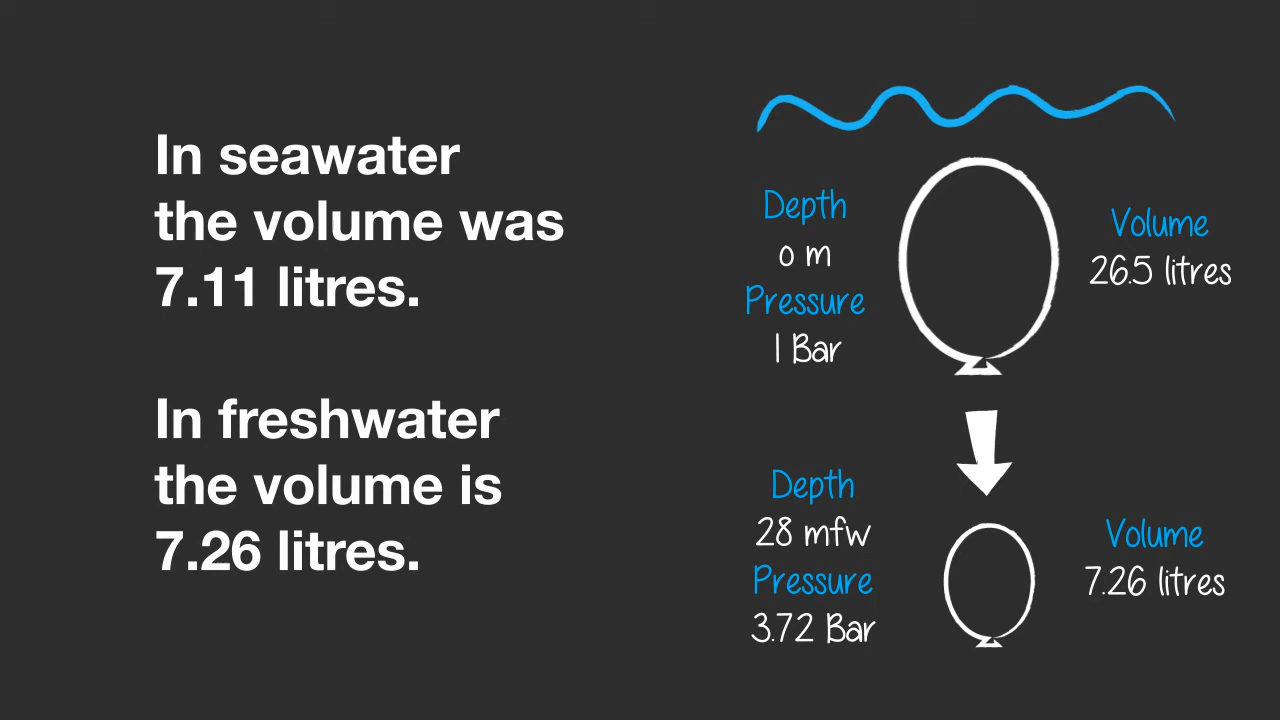 In seawater
the volume was
7.11 litres.
In freshwater
the volume is
7.26 litres.
Depth
0 m
Pressure
1 Bar
Volume
26.5 litres
Depth
28 mfw
Pressure
3.72 Bar
Volume
7.26 litres